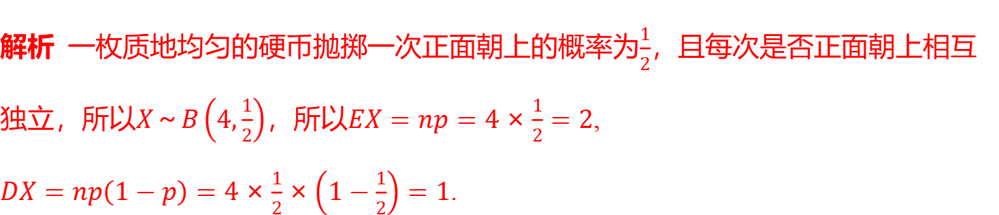 解析 一枚质地均匀的硬币抛掷一次正面朝上的概率为$\frac{1}{2}$，且每次是否正面朝上相互
独立，所以$X \sim B\left(4,\frac{1}{2}\right)$，所以$EX = np = 4 \times \frac{1}{2} = 2$,
$DX = np(1 - p) = 4 \times \frac{1}{2} \times \left(1 - \frac{1}{2}\right) = 1$.